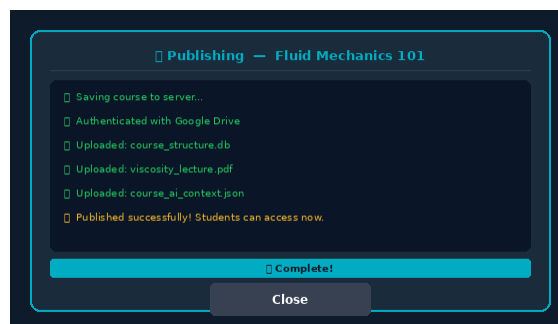 Publishing — Fluid Mechanics 101
Saving course to server...
Authenticated with Google Drive
Uploaded: course_structure.db
Uploaded: viscosity_lecture.pdf
Uploaded: course_ai_context.json
Published successfully! Students can access now.
Complete!
Close